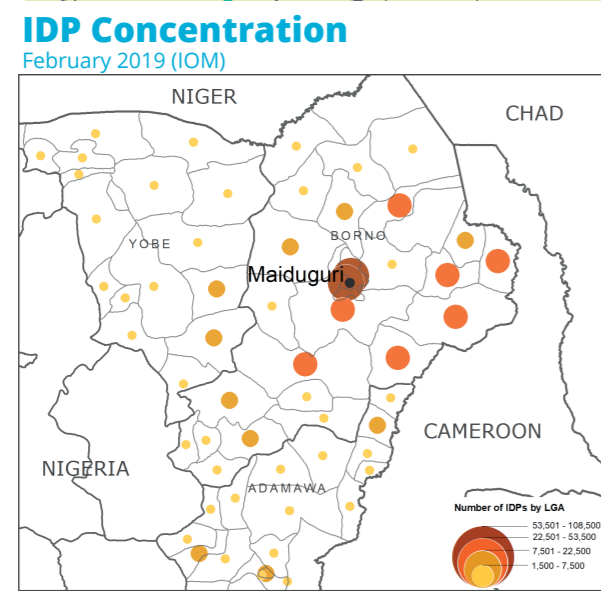 IDP Concentration
February 2019 (IOM)
NIGER
CHAD
BORNO
YOBE
Maiduguri
CAMEROON
NIGERIA
ADAMAWA
Number of IDPs by LGA
53,501 - 108,500
22,501 - 53,500
7,501 - 22,500
1,500 - 7,500